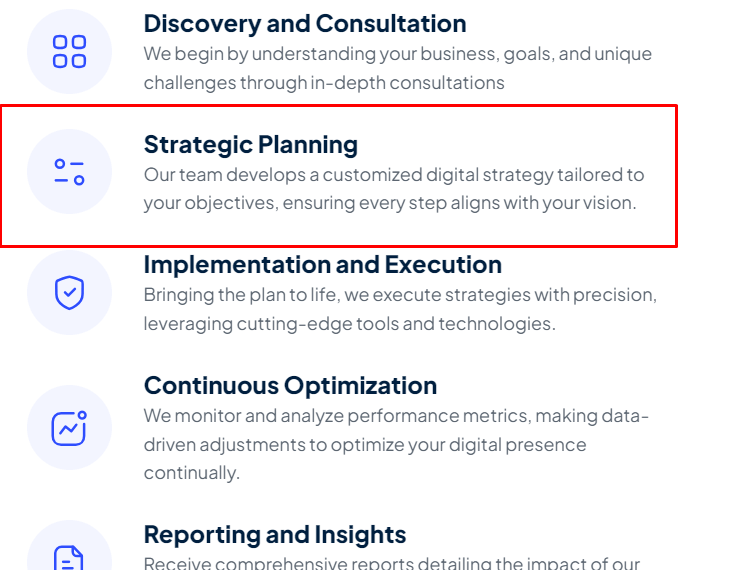 Discovery and Consultation
We begin by understanding your business, goals, and unique
challenges through in-depth consultations
Strategic Planning
Our team develops a customized digital strategy tailored to
your objectives, ensuring every step aligns with your vision.
Implementation and Execution
Bringing the plan to life, we execute strategies with precision,
leveraging cutting-edge tools and technologies.
Continuous Optimization
We monitor and analyze performance metrics, making data-
driven adjustments to optimize your digital presence
continually.
Reporting and Insights
Receive comprehensive reports detailing the impact of our